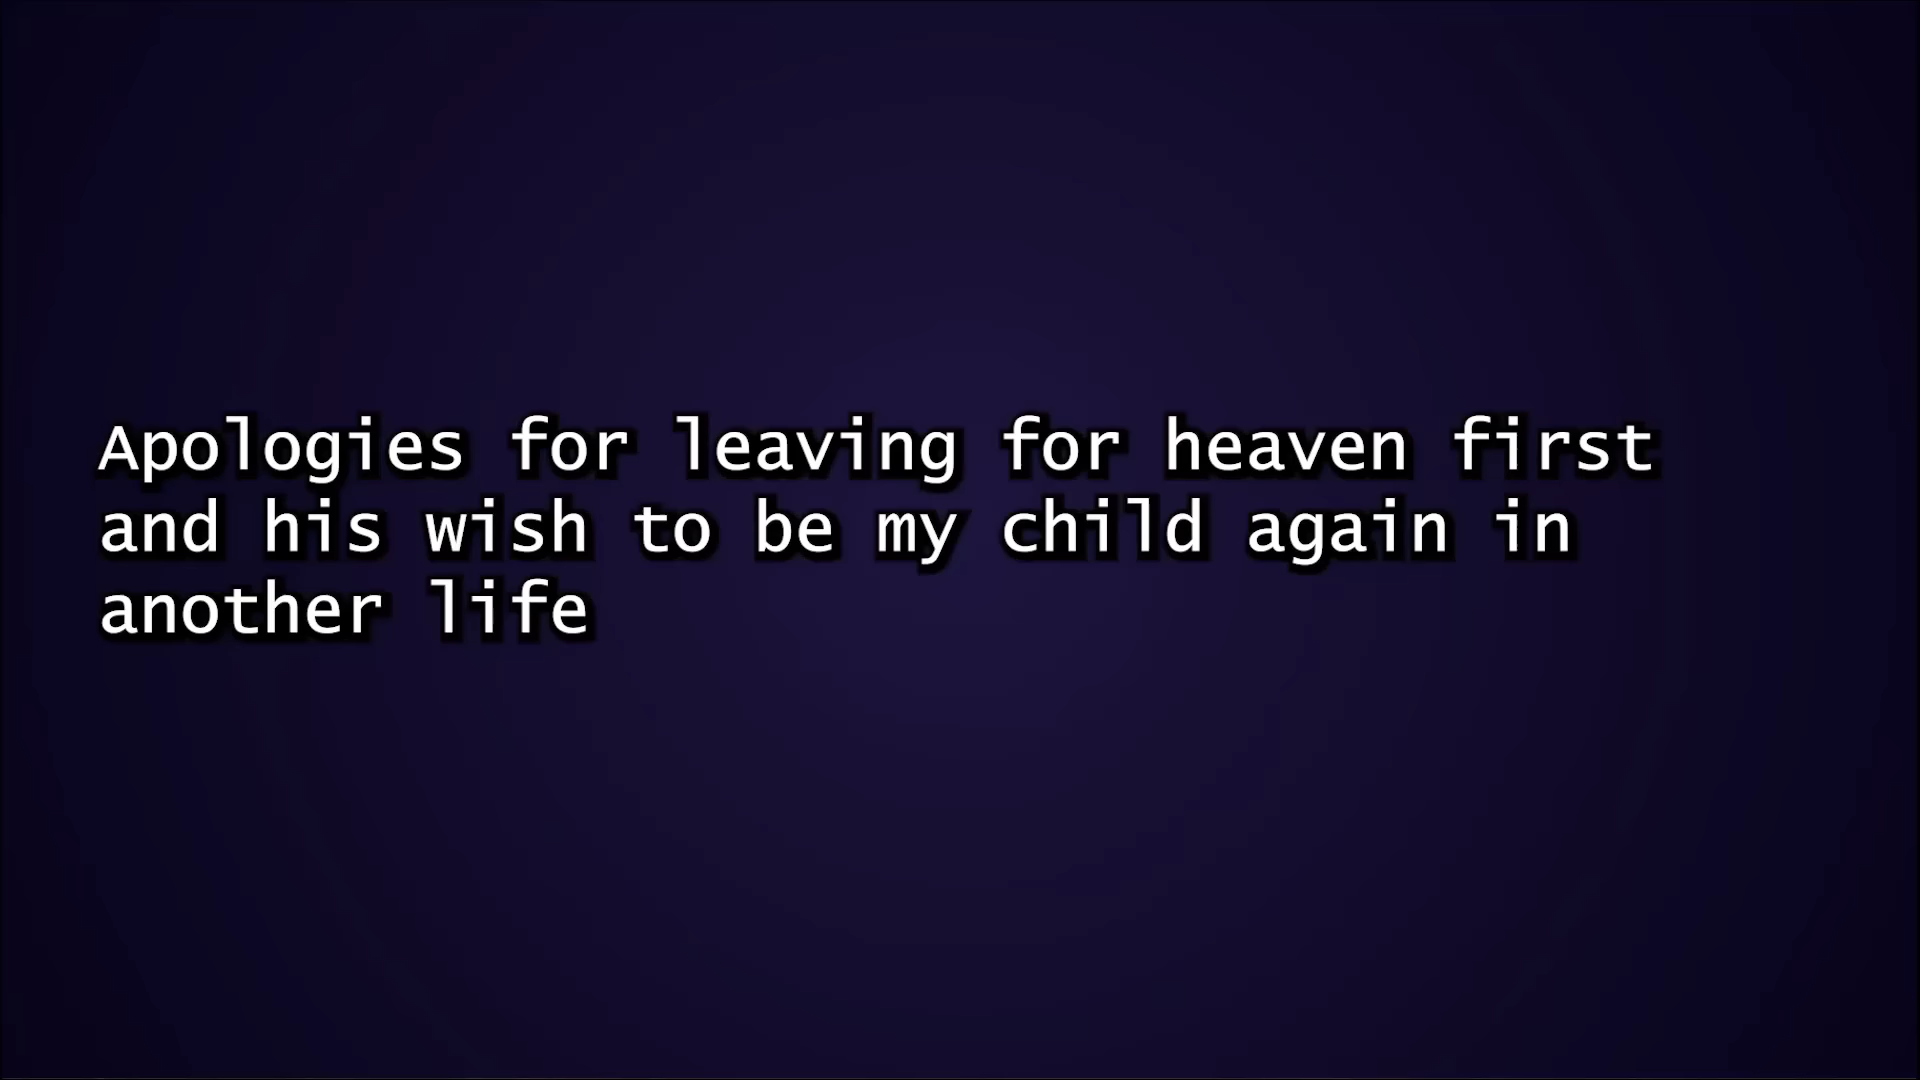 Apologies for leaving for heaven first
and his wish to be my child again in
another life